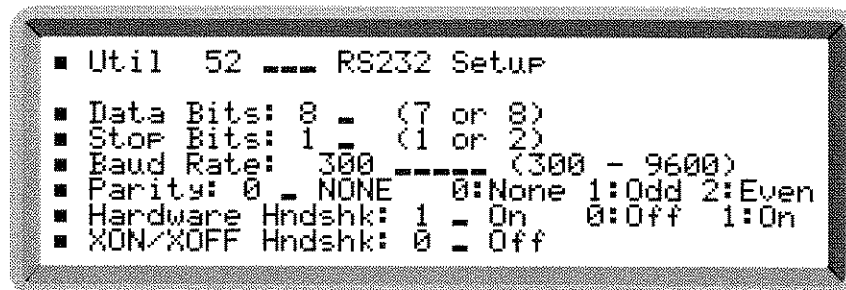 ▪ Util 52 ___ RS232 Setup
▪ Data Bits: 8 _ (7 or 8)
▪ Stop Bits: 1 _ (1 or 2)
▪ Baud Rate: 300 _____ (300 - 9600)
▪ Parity: 0 _ NONE 0:None 1:Odd 2:Even
▪ Hardware Hndshk: 1 _ On 0:Off 1:On
▪ XON/XOFF Hndshk: 0 _ Off